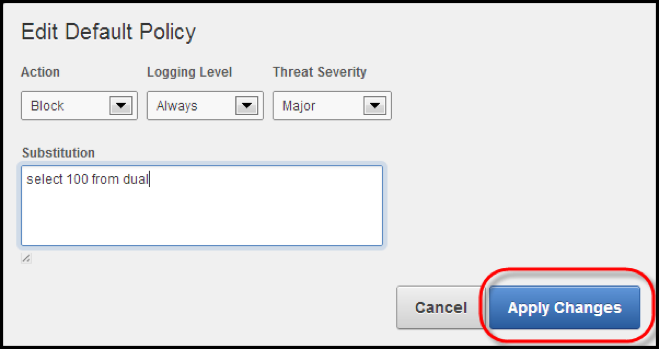 Edit Default Policy
Action Logging Level Threat Severity
Block Always Major
Substitution
select 100 from dual
Cancel Apply Changes